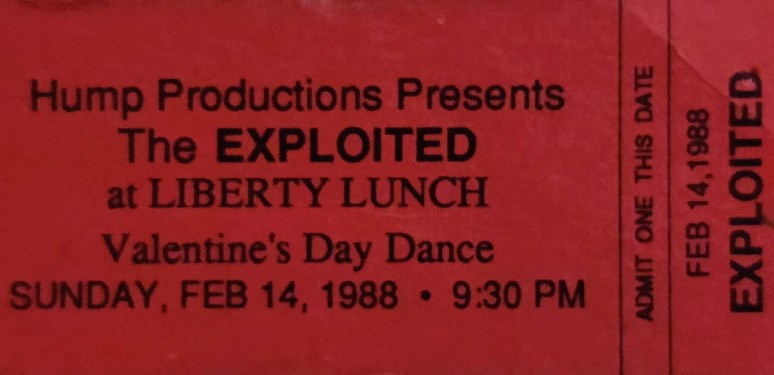 Hump Productions Presents
The EXPLOITED
at LIBERTY LUNCH
Valentine's Day Dance
SUNDAY, FEB 14, 1988 • 9:30 PM
ADMIT ONE THIS DATE
FEB 14,1988
EXPLOITED